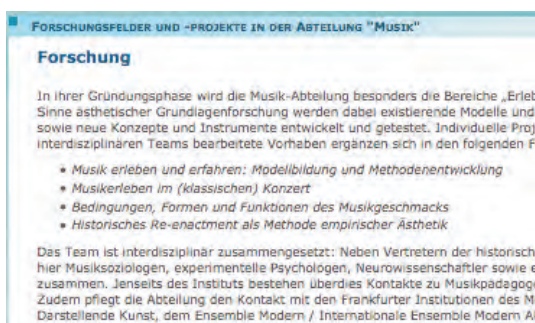 FORSCHUNGSFELDER UND -PROJEKTE IN DER ABTEILUNG "MUSIK"
Forschung
In ihrer Gründungsphase wird die Musik-Abteilung besonders die Bereiche „Erleb
Sinne ästhetischer Grundlagenforschung werden dabei existierende Modelle und
sowie neue Konzepte und Instrumente entwickelt und getestet. Individuelle Proj
interdisziplinären Teams bearbeitete Vorhaben ergänzen sich in den folgenden F
• Musik erleben und erfahren: Modellbildung und Methodenentwicklung
• Musikerleben im (klassischen) Konzert
• Bedingungen, Formen und Funktionen des Musikgeschmacks
• Historisches Re-enactment als Methode empirischer Ästhetik
Das Team ist interdisziplinär zusammengesetzt: Neben Vertretern der historisch
hier Musiksoziologen, experimentelle Psychologen, Neurowissenschaftler sowie e
zusammen. Jenseits des Instituts bestehen überdies Kontakte zu Musikpädagoge
Zudem pflegt die Abteilung den Kontakt mit den Frankfurter Institutionen des M
Darstellende Kunst, dem Ensemble Modern / Internationale Ensemble Modern A